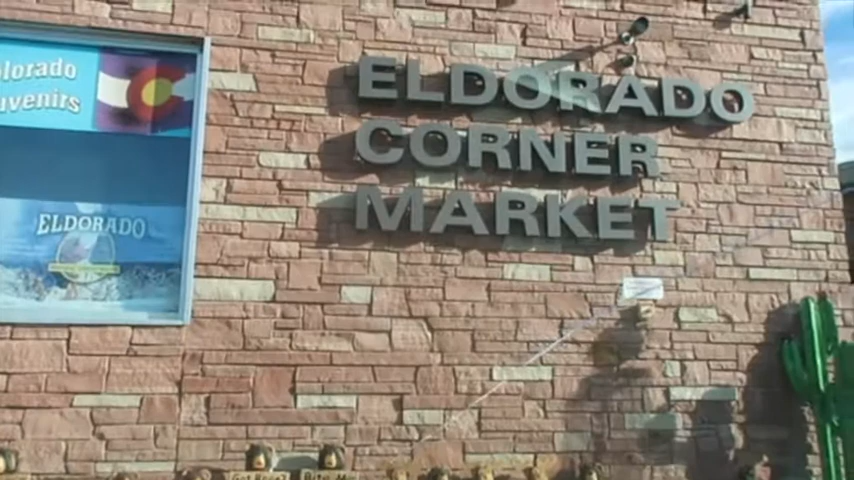 olorado
uvenirs
ELDORADO
ELDORADO
CORNER
MARKET